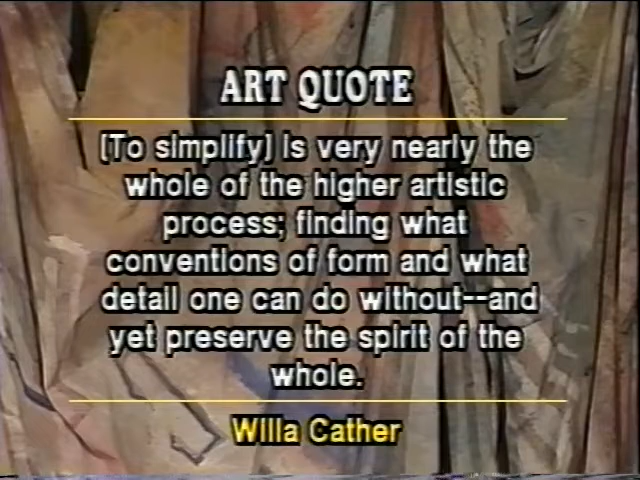 ART QUOTE
[To simplify] is very nearly the
whole of the higher artistic
process; finding what
conventions of form and what
detail one can do without--and
yet preserve the spirit of the
whole.
Willa Cather